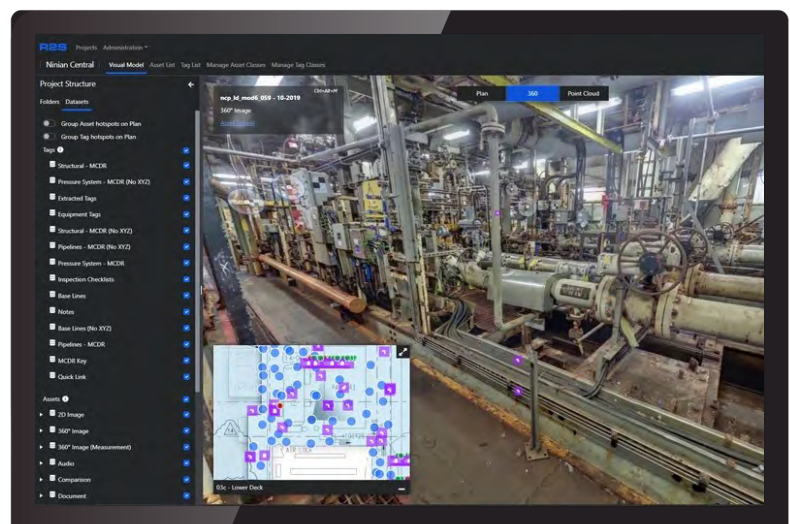 R2S Projects Administration
Ninian Central Visual Model Asset List Tag List Manage Asset Classes Manage Tag Classes
Project Structure
Folders Datasets
Group Asset hotspots on Plan
Group Tag hotspots on Plan
Tags
Structural - MCDR
Pressure System - MCDR (No XYZ)
Extracted Tags
Equipment Tags
Structural - MCDR (No XYZ)
Pipelines - MCDR (No XYZ)
Pressure System - MCDR
Inspection Checklists
Base Lines
Notes
Base Lines (No XYZ)
Pipelines - MCDR
MCDR Key
Quick Link
Assets
2D Image
360° Image
360° Image (Measurement)
Audio
Comparison
Document
Ctrl+Alt+M
ncp_ld_mod6_059 - 10-2019
360° Image
Plan 360 Point Cloud
AIR LOCK
03c - Lower Deck